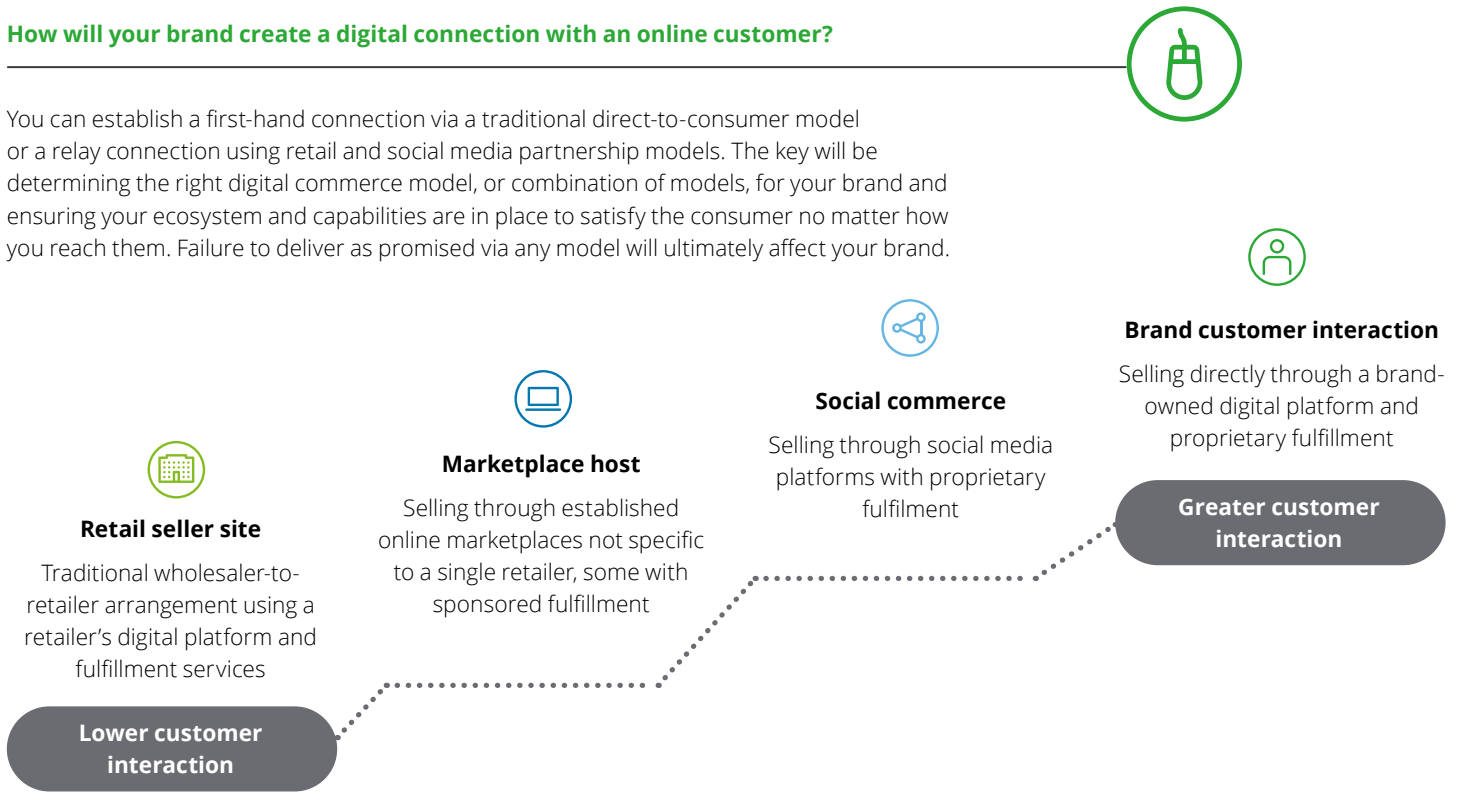 How will your brand create a digital connection with an online customer?
You can establish a first-hand connection via a traditional direct-to-consumer model
or a relay connection using retail and social media partnership models. The key will be
determining the right digital commerce model, or combination of models, for your brand and
ensuring your ecosystem and capabilities are in place to satisfy the consumer no matter how
you reach them. Failure to deliver as promised via any model will ultimately affect your brand.
Retail seller site
Traditional wholesaler-to-
retailer arrangement using a
retailer’s digital platform and
fulfillment services
Lower customer
interaction
Marketplace host
Selling through established
online marketplaces not specific
to a single retailer, some with
sponsored fulfillment
Social commerce
Selling through social media
platforms with proprietary
fulfilment
Brand customer interaction
Selling directly through a brand-
owned digital platform and
proprietary fulfillment
Greater customer
interaction